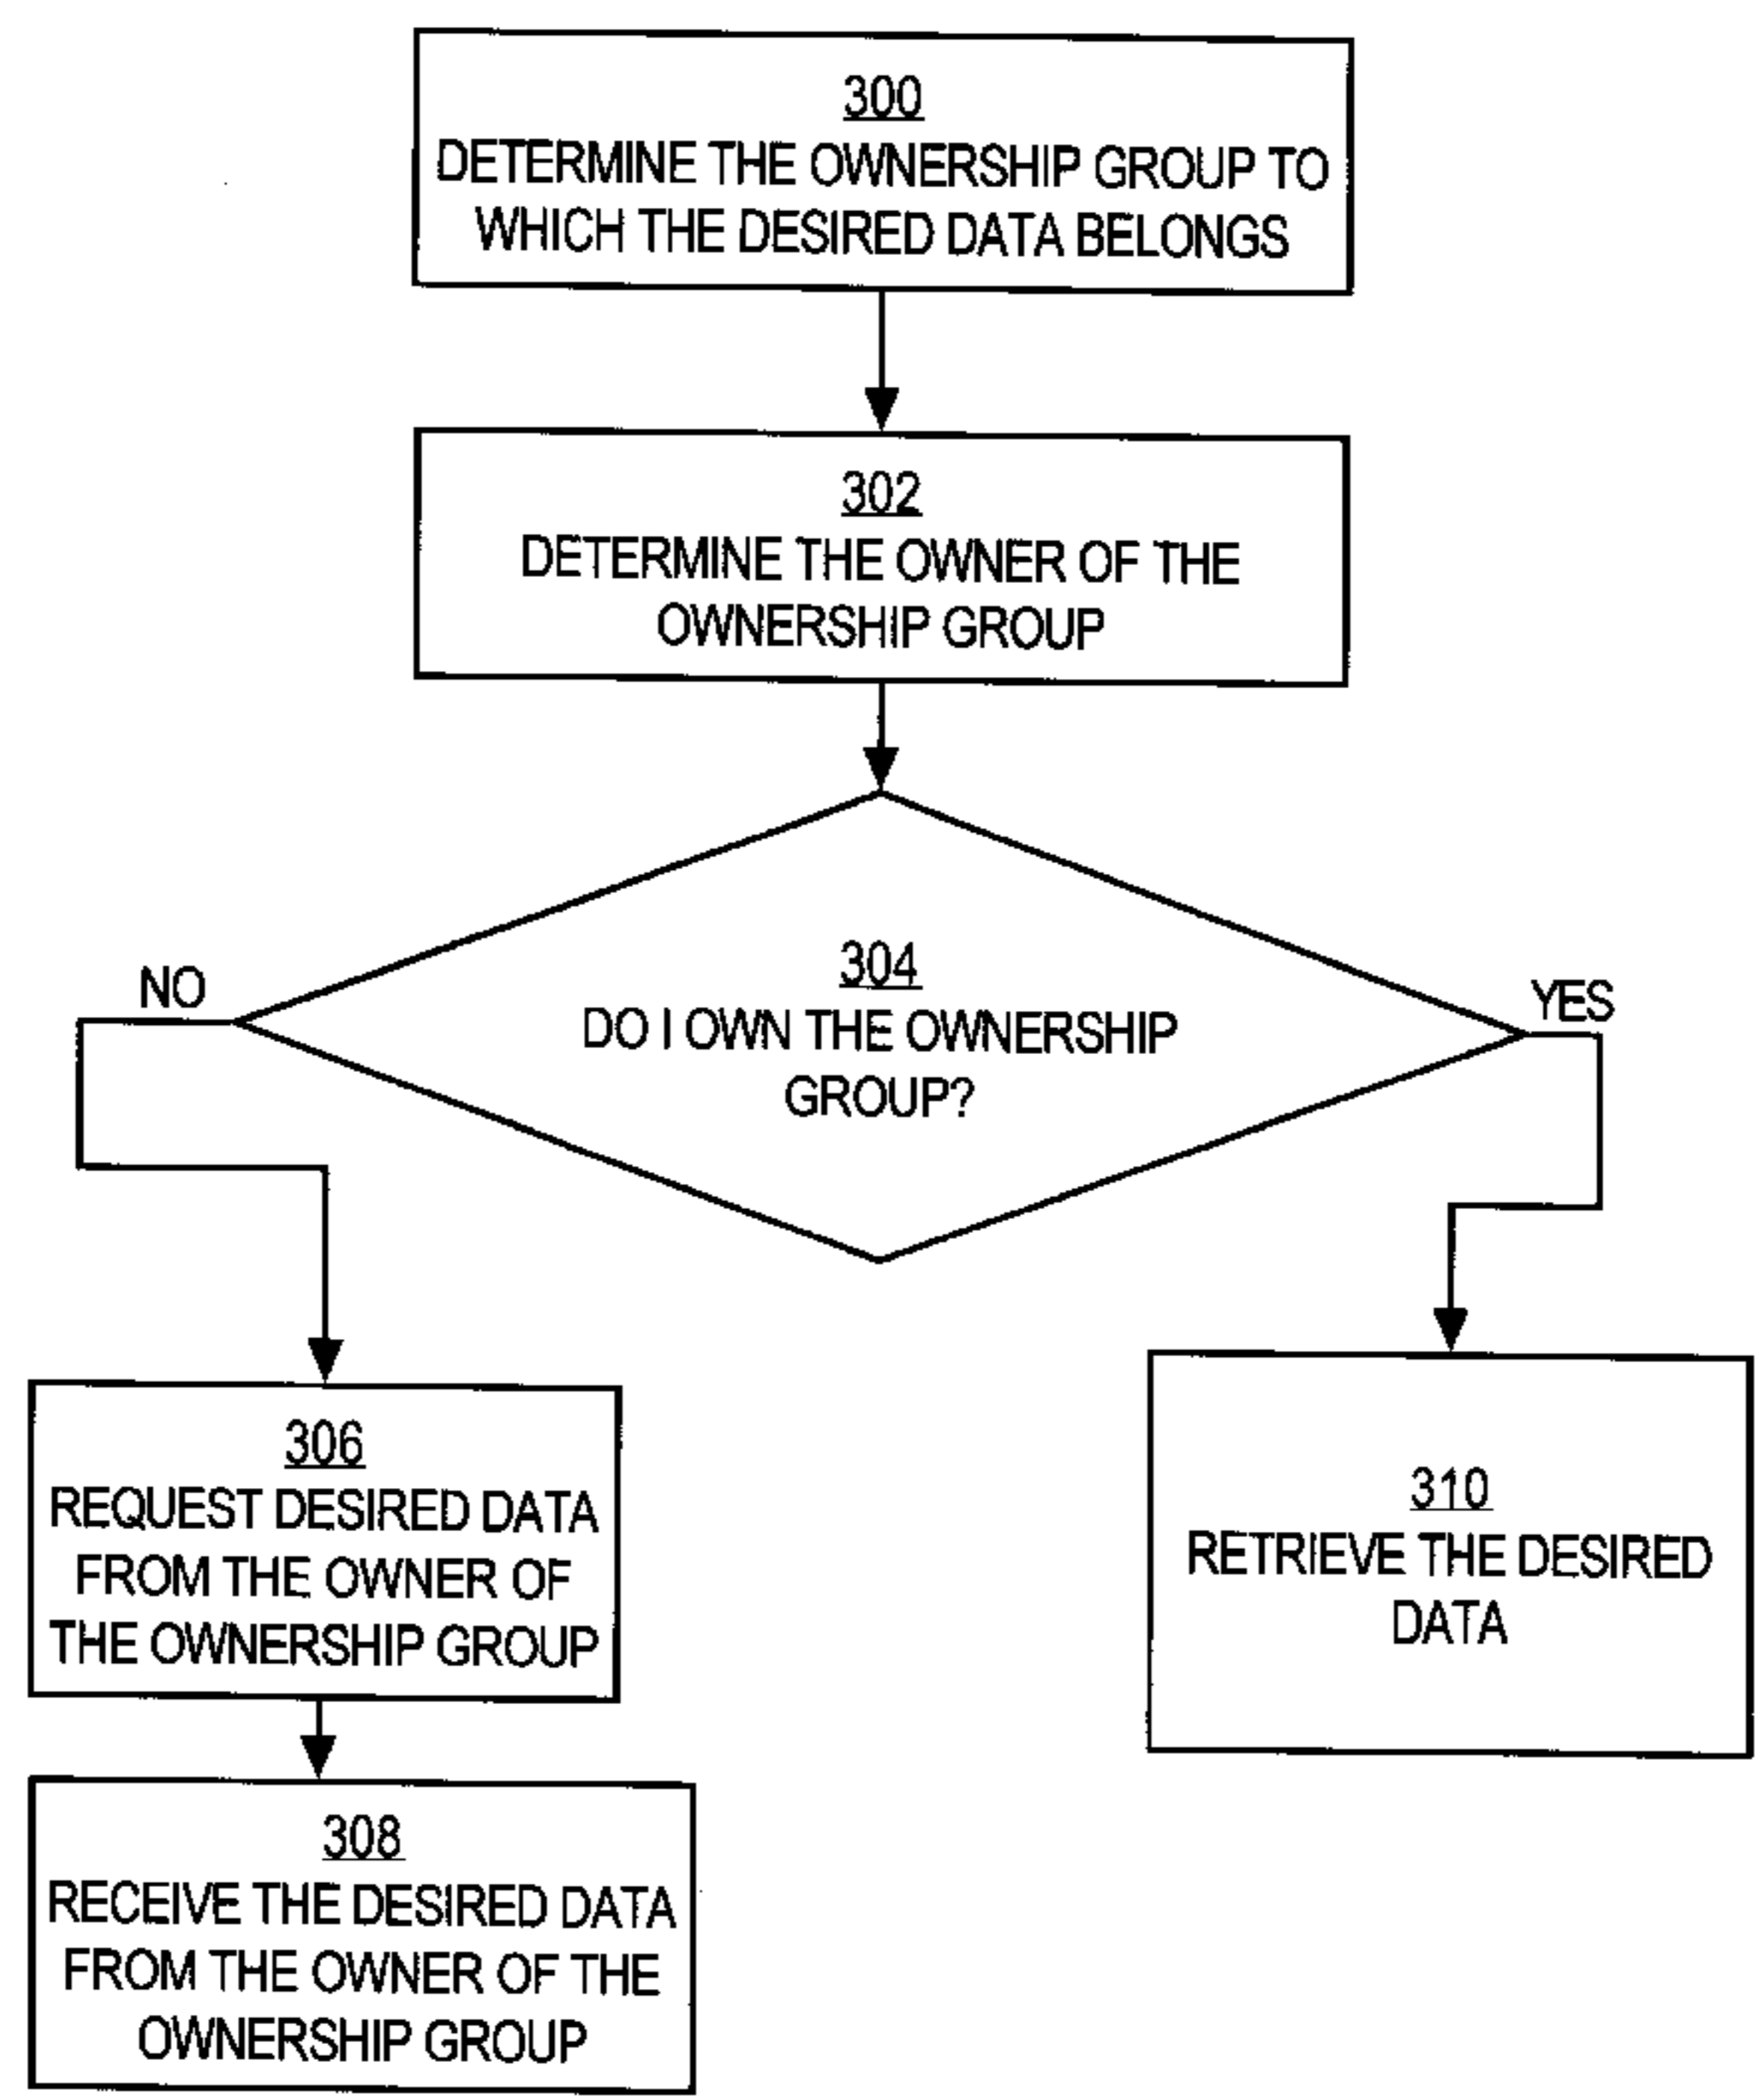 300
DETERMINE THE OWNERSHIP GROUP TO
WHICH THE DESIRED DATA BELONGS
302
DETERMINE THE OWNER OF THE
OWNERSHIP GROUP
304
DO I OWN THE OWNERSHIP
GROUP?
NO
YES
306
REQUEST DESIRED DATA
FROM THE OWNER OF
THE OWNERSHIP GROUP
310
RETRIEVE THE DESIRED
DATA
308
RECEIVE THE DESIRED DATA
FROM THE OWNER OF THE
OWNERSHIP GROUP